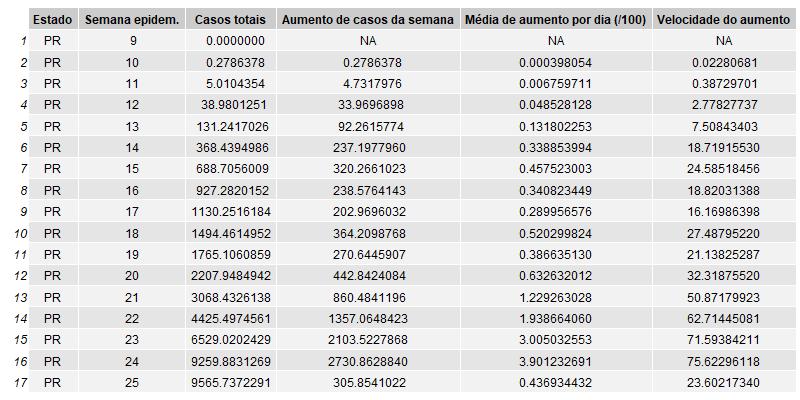 Estado Semana epidem. Casos totais Aumento de casos da semana Média de aumento por dia (/100) Velocidade do aumento
1 PR 9 0.0000000 NA NA NA
2 PR 10 0.2786378 0.2786378 0.000398054 0.02280681
3 PR 11 5.0104354 4.7317976 0.006759711 0.38729701
4 PR 12 38.9801251 33.9696898 0.048528128 2.77827737
5 PR 13 131.2417026 92.2615774 0.131802253 7.50843403
6 PR 14 368.4394986 237.1977960 0.338853994 18.71915530
7 PR 15 688.7056009 320.2661023 0.457523003 24.58518456
8 PR 16 927.2820152 238.5764143 0.340823449 18.82031388
9 PR 17 1130.2516184 202.9696032 0.289956576 16.16986398
10 PR 18 1494.4614952 364.2098768 0.520299824 27.48795220
11 PR 19 1765.1060859 270.6445907 0.386635130 21.13825287
12 PR 20 2207.9484942 442.8424084 0.632632012 32.31875520
13 PR 21 3068.4326138 860.4841196 1.229263028 50.87179923
14 PR 22 4425.4974561 1357.0648423 1.938664060 62.71445081
15 PR 23 6529.0202429 2103.5227868 3.005032553 71.59384211
16 PR 24 9259.8831269 2730.8628840 3.901232691 75.62296118
17 PR 25 9565.7372291 305.8541022 0.436934432 23.60217340